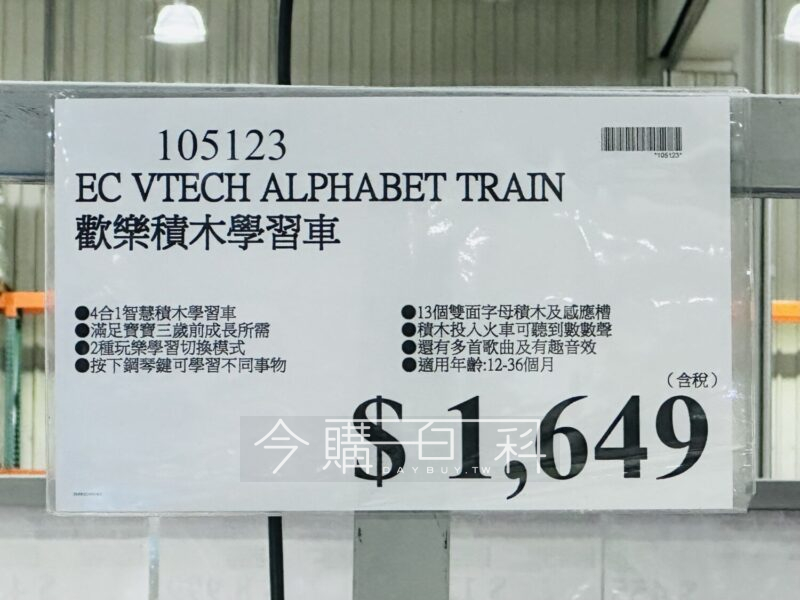 105123
*105123*
EC VTECH ALPHABET TRAIN
歡樂積木學習車
●4合1智慧積木學習車
●滿足寶寶三歲前成長所需
●2種玩樂學習切換模式
●按下鋼琴鍵可學習不同事物
●13個雙面字母積木及感應槽
●積木投入火車可聽到數數聲
●還有多首歌曲及有趣音效
●適用年齡:12-36個月
(含稅)
$ 1,649
今購百科
DAYBUY.TW